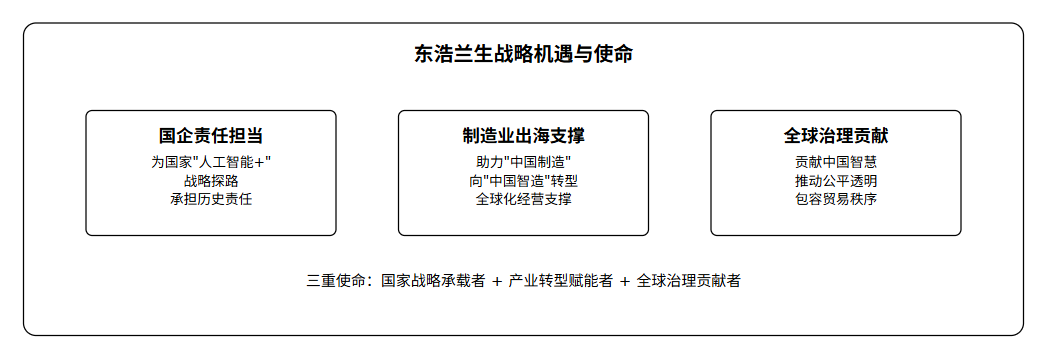 东浩兰生战略机遇与使命
国企责任担当
为国家"人工智能+"
战略探路
承担历史责任
制造业出海支撑
助力"中国制造"
向"中国智造"转型
全球化经营支撑
全球治理贡献
贡献中国智慧
推动公平透明
包容贸易秩序
三重使命：国家战略承载者 + 产业转型赋能者 + 全球治理贡献者